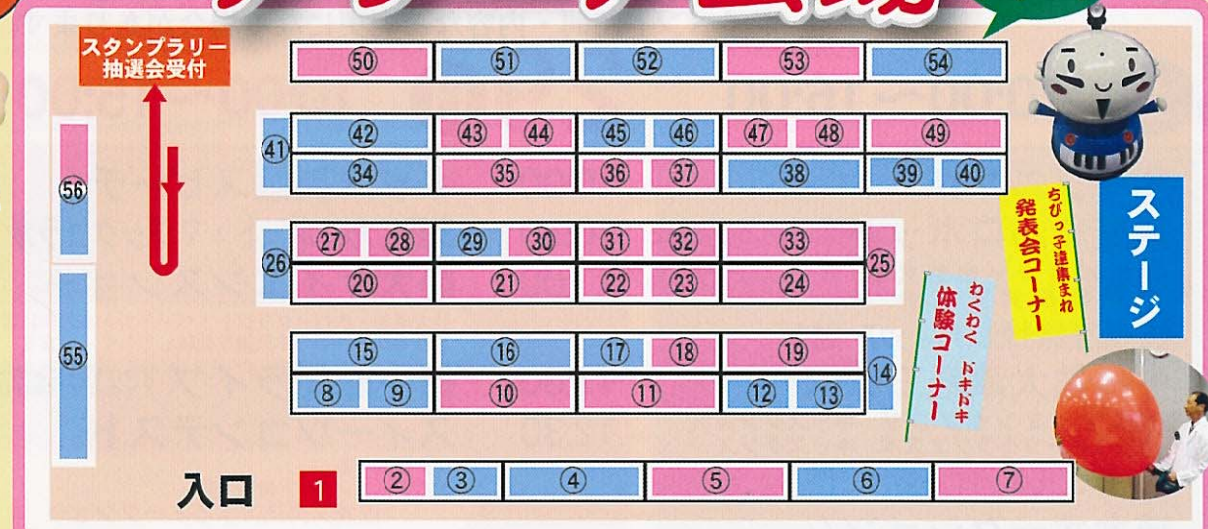 スタンプラリー
抽選会受付
㊿ 51 52 53 54
㊶ ㊷ ㊸ ㊹ ㊺ ㊻ ㊼ ㊽ ㊾
㉞ ㉟ ㊱ ㊲ ㊳ ㊴ ㊵
56
㉖ ㉗ ㉘ ㉙ ㉚ ㉛ ㉜ ㉝ ㉕
⑳ ㉑ ㉒ ㉓ ㉔
55
⑮ ⑯ ⑰ ⑱ ⑲ ⑭
⑧ ⑨ ⑩ ⑪ ⑫ ⑬
入口 1 ② ③ ④ ⑤ ⑥ ⑦
ステージ
ちびっ子達集まれ
発表会コーナー
わくわく ドキドキ
体験コーナー